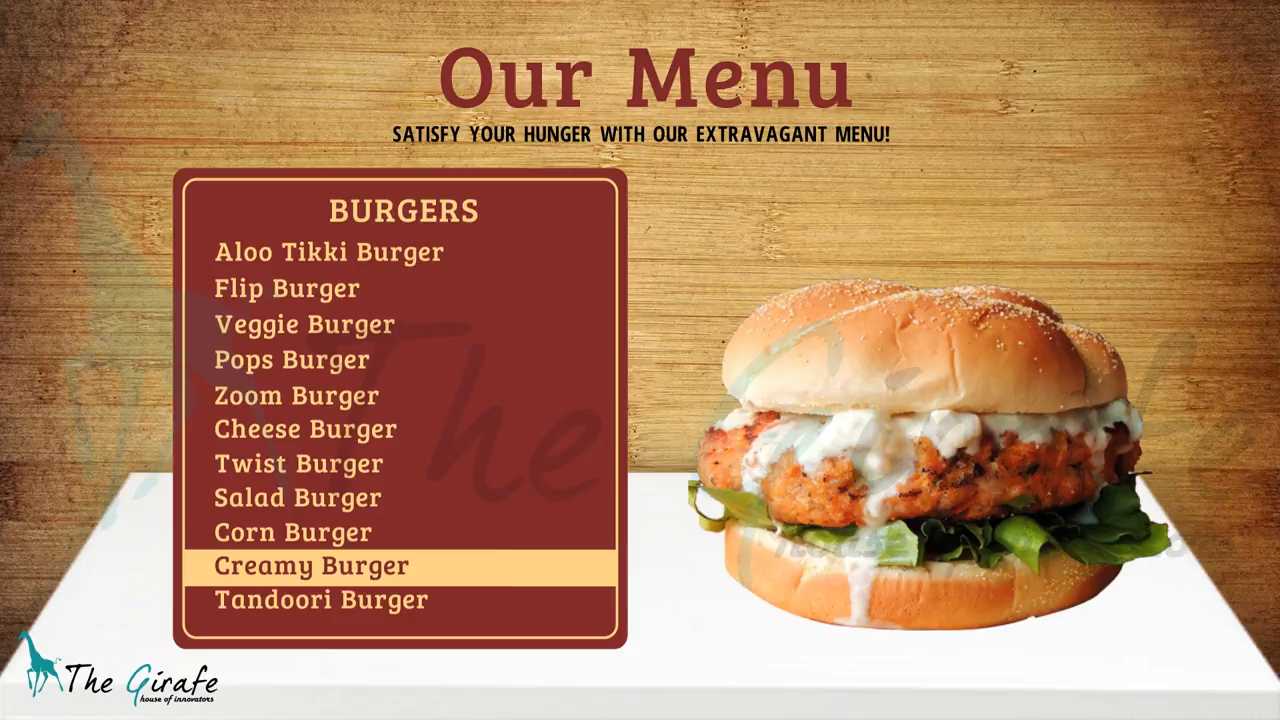 Our Menu
SATISFY YOUR HUNGER WITH OUR EXTRAVAGANT MENU!
BURGERS
Aloo Tikki Burger
Flip Burger
Veggie Burger
Pops Burger
Zoom Burger
Cheese Burger
Twist Burger
Salad Burger
Corn Burger
Creamy Burger
Tandoori Burger
The Girafe
house of innovators